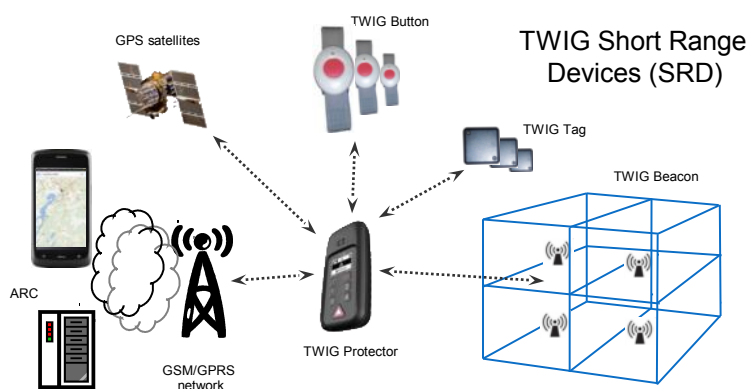 TWIG Button
GPS satellites
TWIG Short Range
Devices (SRD)
TWIG Tag
TWIG Beacon
ARC
TWIG Protector
GSM/GPRS
network